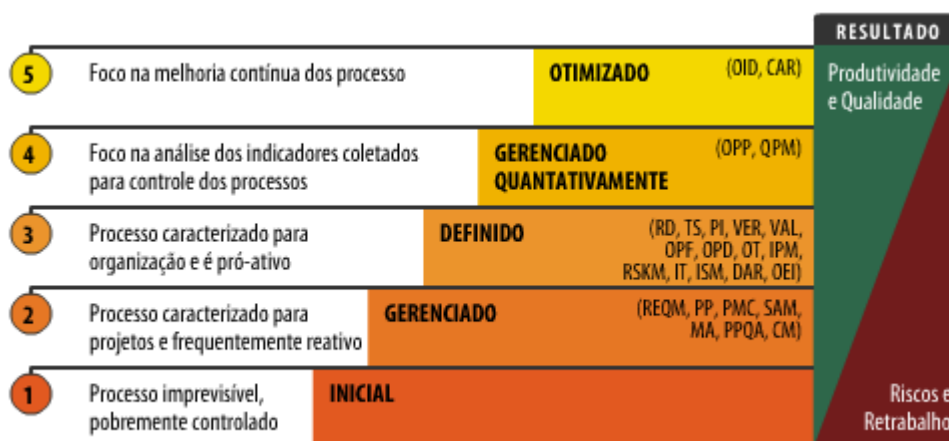 RESULTADO
5
Foco na melhoria contínua dos processo
OTIMIZADO
(OID, CAR)
Produtividade
e Qualidade
4
Foco na análise dos indicadores coletados
para controle dos processos
GERENCIADO
QUANTATIVAMENTE
(OPP, QPM)
3
Processo caracterizado para
organização e é pró-ativo
DEFINIDO
(RD, TS, PI, VER, VAL,
OPF, OPD, OT, IPM,
RSKM, IT, ISM, DAR, OEI)
2
Processo caracterizado para
projetos e frequentemente reativo
GERENCIADO
(REQM, PP, PMC, SAM,
MA, PPQA, CM)
1
Processo imprevisível,
pobremente controlado
INICIAL
Riscos e
Retrabalho